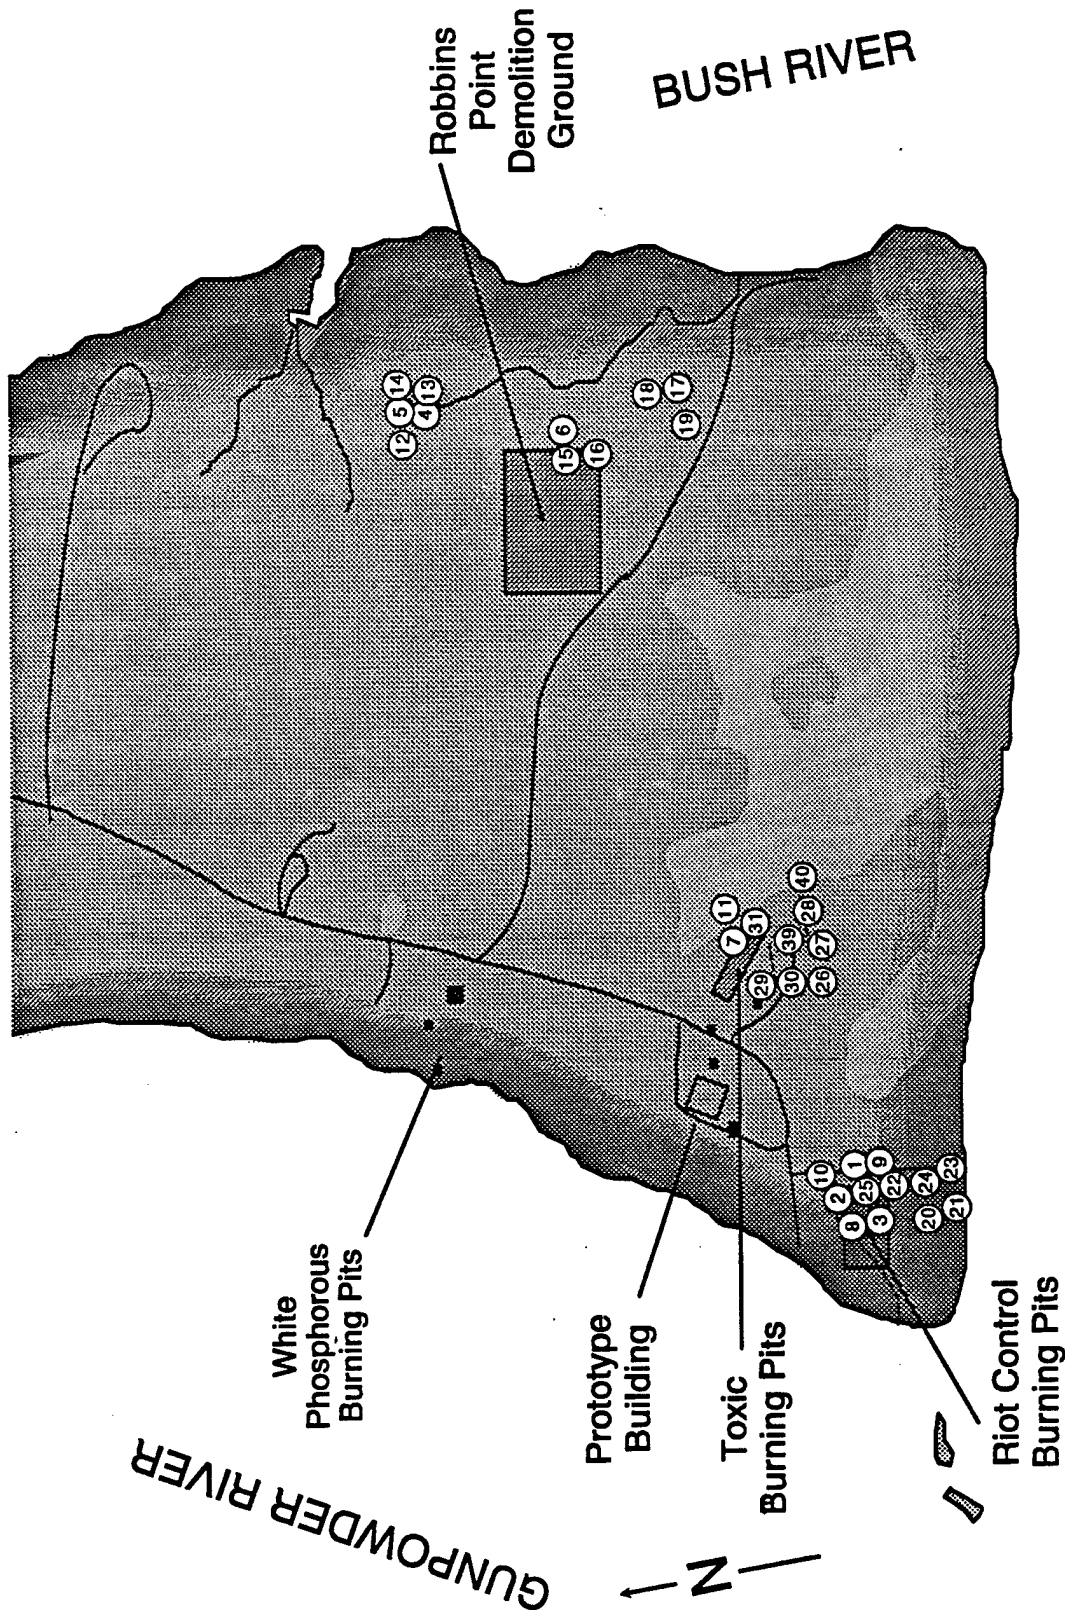 GUNPOWDER RIVER
BUSH RIVER
N
White
Phosphorous
Burning Pits
Prototype
Building
Toxic
Burning Pits
Riot Control
Burning Pits
Robbins
Point
Demolition
Ground
14
5
13
4
12
6
15
16
18
17
19
11
7
31
40
28
39
27
29
30
26
10
1
9
2
25
22
24
23
8
3
20
21